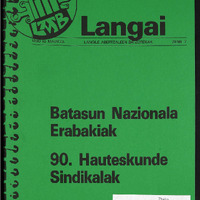 LAB
Langai
Batasun Nazionala
Erabakiak
90. Hauteskunde
Sindikalak